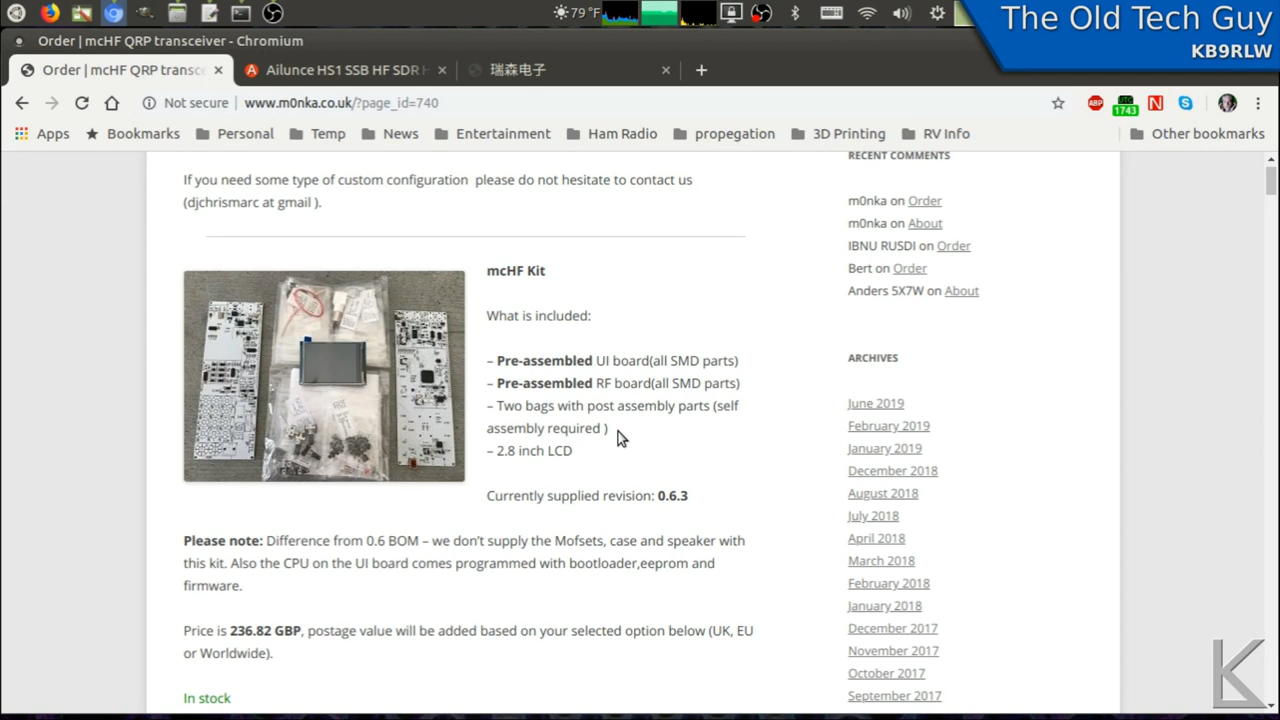 79 °F
The Old Tech Guy
KB9RLW
Order | mcHF QRP transceiver - Chromium
Order | mcHF QRP transce
Ailunce HS1 SSB HF SDR H
瑞森电子
Not secure | www.m0nka.co.uk/?page_id=740
ABP
UTC
1743
N
Apps
Bookmarks
Personal
Temp
News
Entertainment
Ham Radio
propegation
3D Printing
RV Info
Other bookmarks
If you need some type of custom configuration please do not hesitate to contact us
(djchrismarc at gmail ).
mcHF Kit
What is included:
– Pre-assembled UI board(all SMD parts)
– Pre-assembled RF board(all SMD parts)
– Two bags with post assembly parts (self
assembly required )
– 2.8 inch LCD
Currently supplied revision: 0.6.3
Please note: Difference from 0.6 BOM – we don't supply the Mofsets, case and speaker with
this kit. Also the CPU on the UI board comes programmed with bootloader,eeprom and
firmware.
Price is 236.82 GBP, postage value will be added based on your selected option below (UK, EU
or Worldwide).
In stock
RECENT COMMENTS
m0nka on Order
m0nka on About
IBNU RUSDI on Order
Bert on Order
Anders 5X7W on About
ARCHIVES
June 2019
February 2019
January 2019
December 2018
August 2018
July 2018
April 2018
March 2018
February 2018
January 2018
December 2017
November 2017
October 2017
September 2017
K